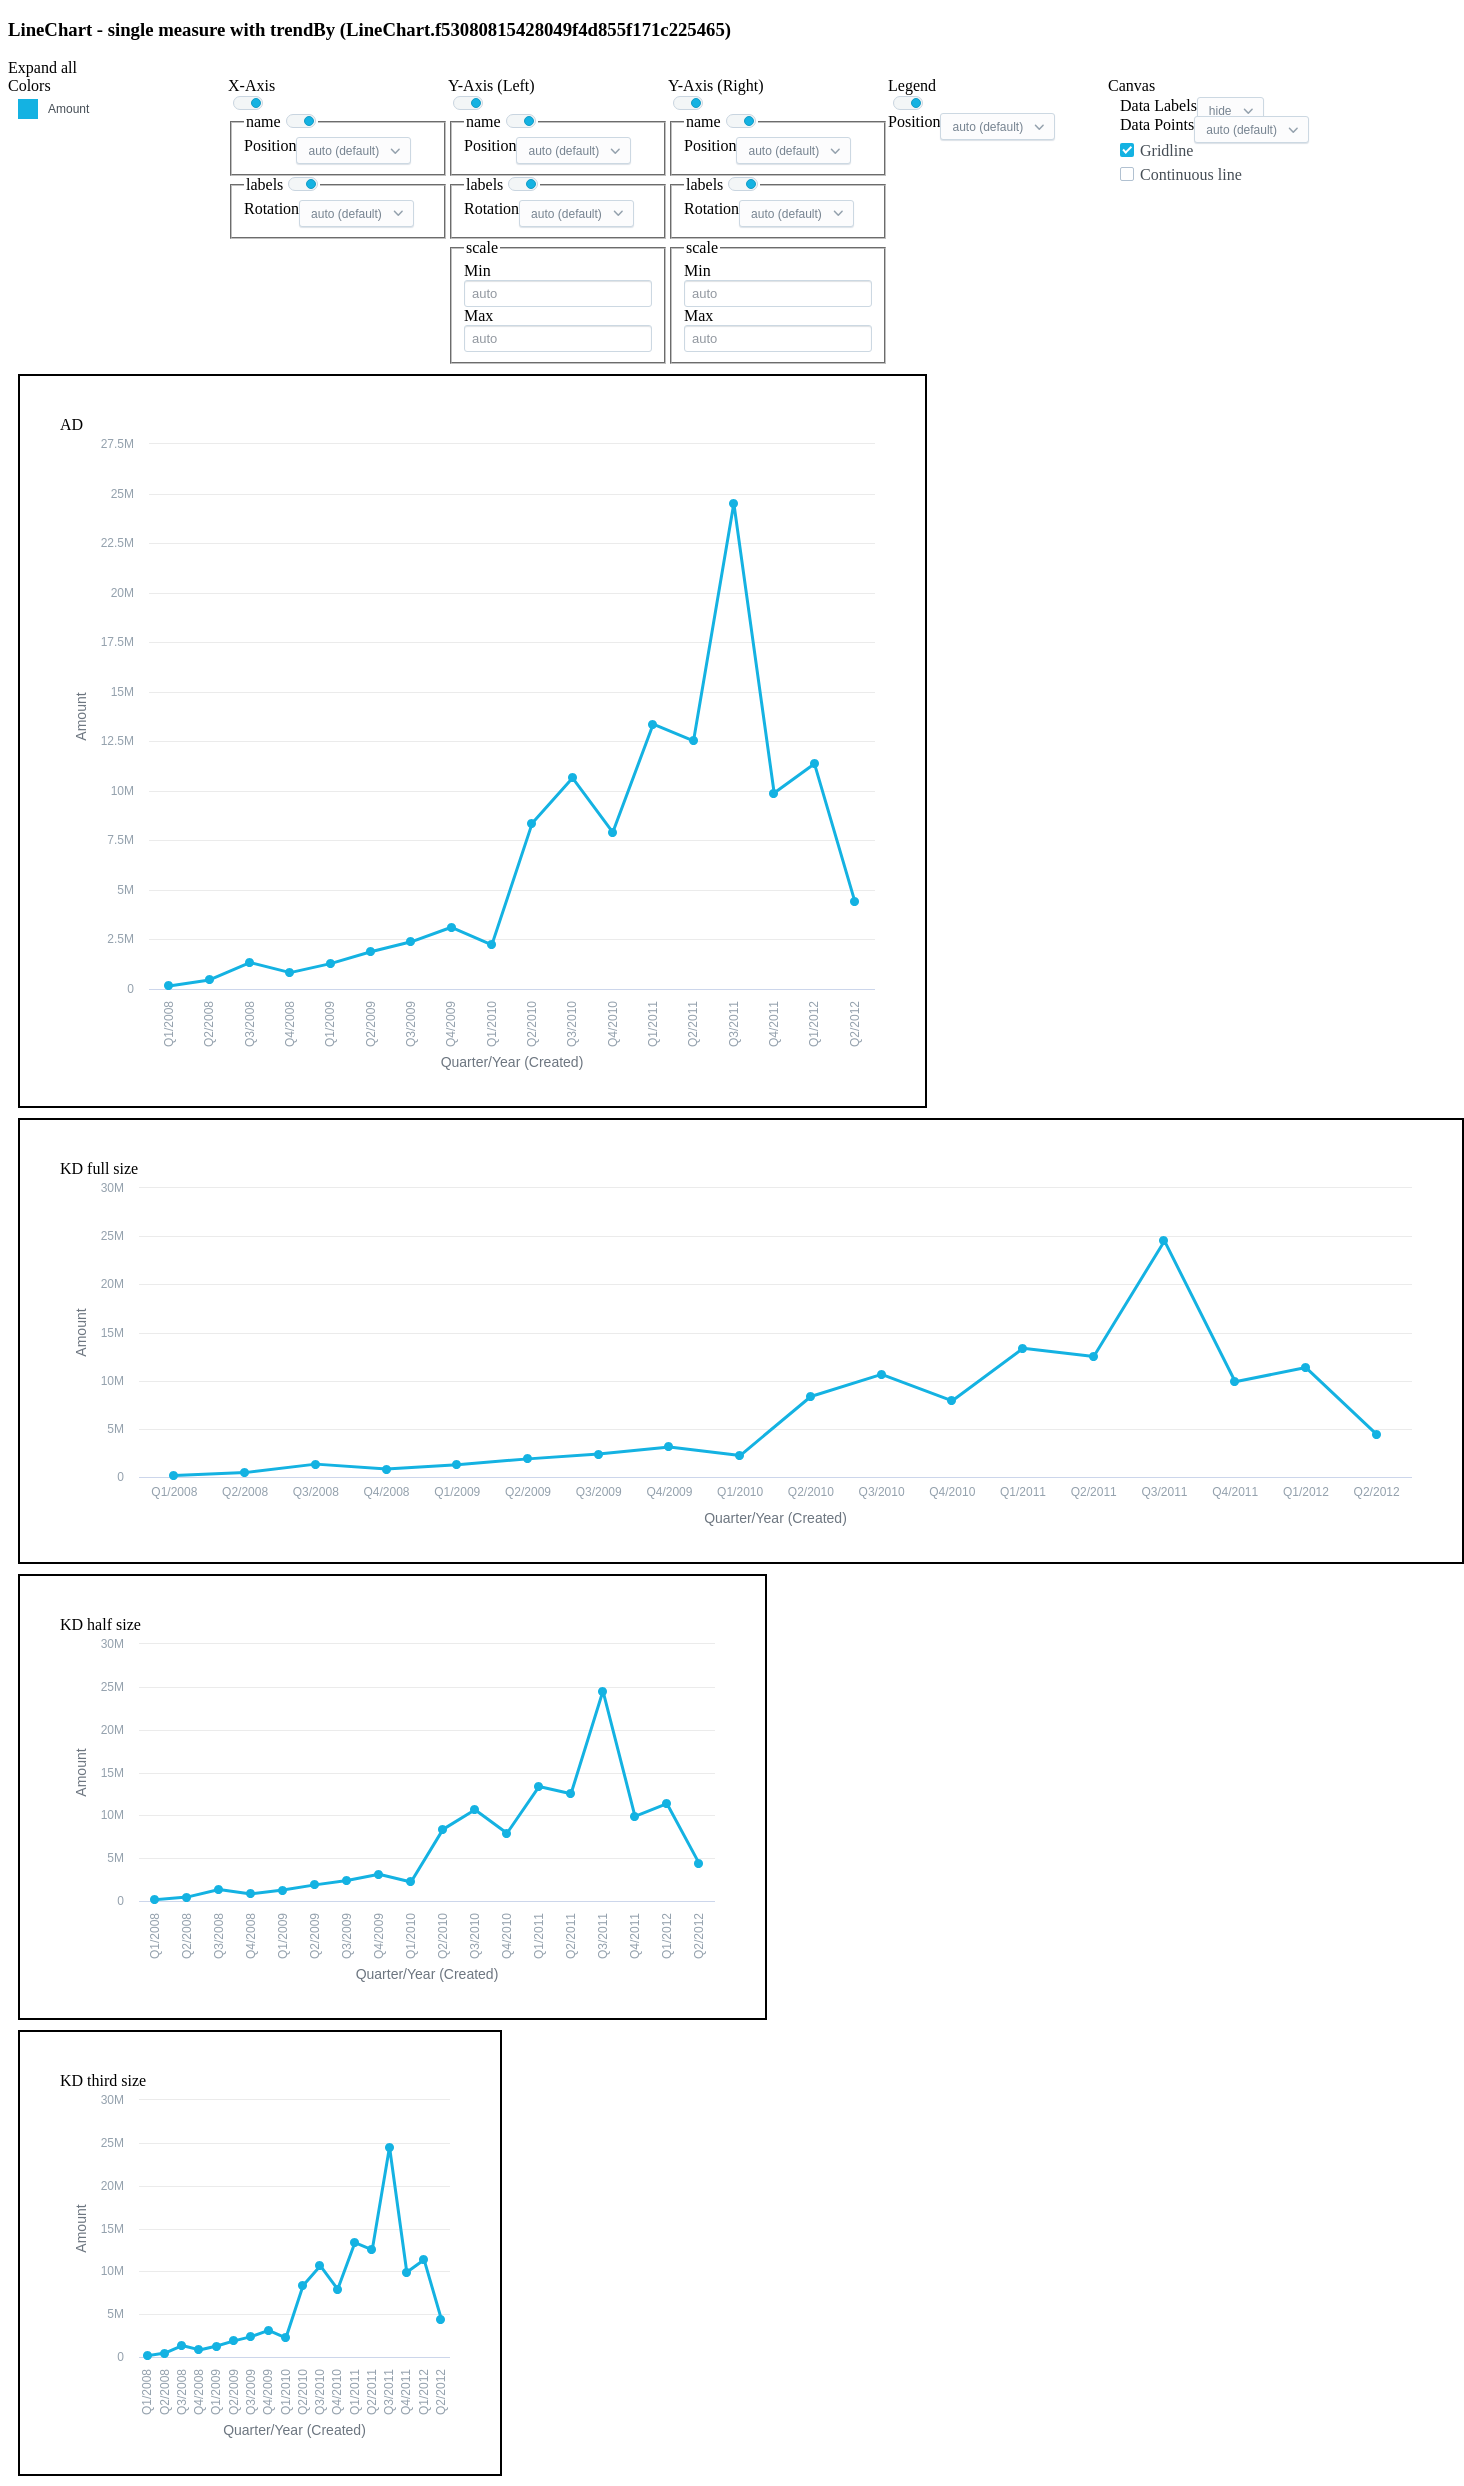 LineChart - single measure with trendBy (LineChart.f53080815428049f4d855f171c225465)
Expand all
Colors
Amount
X-Axis
name
Position auto (default)
labels
Rotation auto (default)
Y-Axis (Left)
name
Position auto (default)
labels
Rotation auto (default)
scale
Min
auto
Max
auto
Y-Axis (Right)
name
Position auto (default)
labels
Rotation auto (default)
scale
Min
auto
Max
auto
Legend
Position auto (default)
Canvas
Data Labels hide
Data Points auto (default)
Gridline
Continuous line
AD
27.5M
25M
22.5M
20M
17.5M
15M
12.5M
10M
7.5M
5M
2.5M
0
Amount
Q1/2008 Q2/2008 Q3/2008 Q4/2008 Q1/2009 Q2/2009 Q3/2009 Q4/2009 Q1/2010 Q2/2010 Q3/2010 Q4/2010 Q1/2011 Q2/2011 Q3/2011 Q4/2011 Q1/2012 Q2/2012
Quarter/Year (Created)
KD full size
30M
25M
20M
15M
10M
5M
0
Amount
Q1/2008 Q2/2008 Q3/2008 Q4/2008 Q1/2009 Q2/2009 Q3/2009 Q4/2009 Q1/2010 Q2/2010 Q3/2010 Q4/2010 Q1/2011 Q2/2011 Q3/2011 Q4/2011 Q1/2012 Q2/2012
Quarter/Year (Created)
KD half size
30M
25M
20M
15M
10M
5M
0
Amount
Q1/2008 Q2/2008 Q3/2008 Q4/2008 Q1/2009 Q2/2009 Q3/2009 Q4/2009 Q1/2010 Q2/2010 Q3/2010 Q4/2010 Q1/2011 Q2/2011 Q3/2011 Q4/2011 Q1/2012 Q2/2012
Quarter/Year (Created)
KD third size
30M
25M
20M
15M
10M
5M
0
Amount
Q1/2008 Q2/2008 Q3/2008 Q4/2008 Q1/2009 Q2/2009 Q3/2009 Q4/2009 Q1/2010 Q2/2010 Q3/2010 Q4/2010 Q1/2011 Q2/2011 Q3/2011 Q4/2011 Q1/2012 Q2/2012
Quarter/Year (Created)